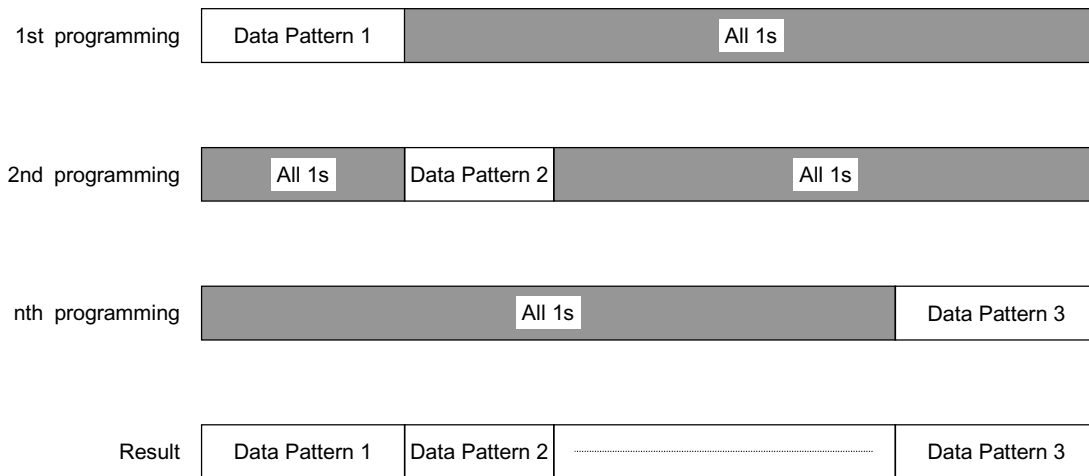 1st programming Data Pattern 1 All 1s
2nd programming All 1s Data Pattern 2 All 1s
nth programming All 1s Data Pattern 3
Result Data Pattern 1 Data Pattern 2 Data Pattern 3